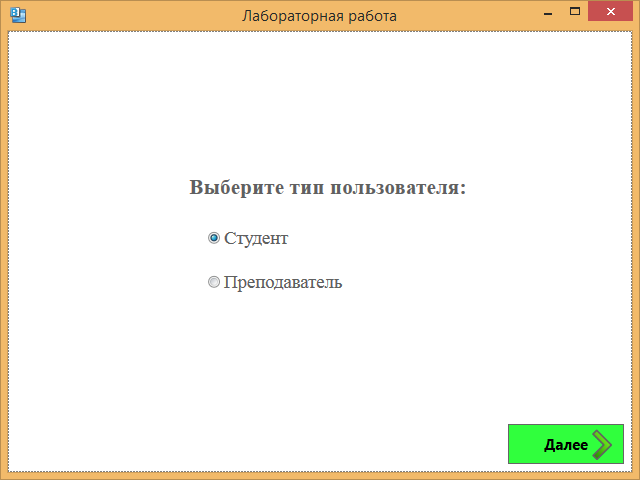 Лабораторная работа
Выберите тип пользователя:
Студент
Преподаватель
Далее